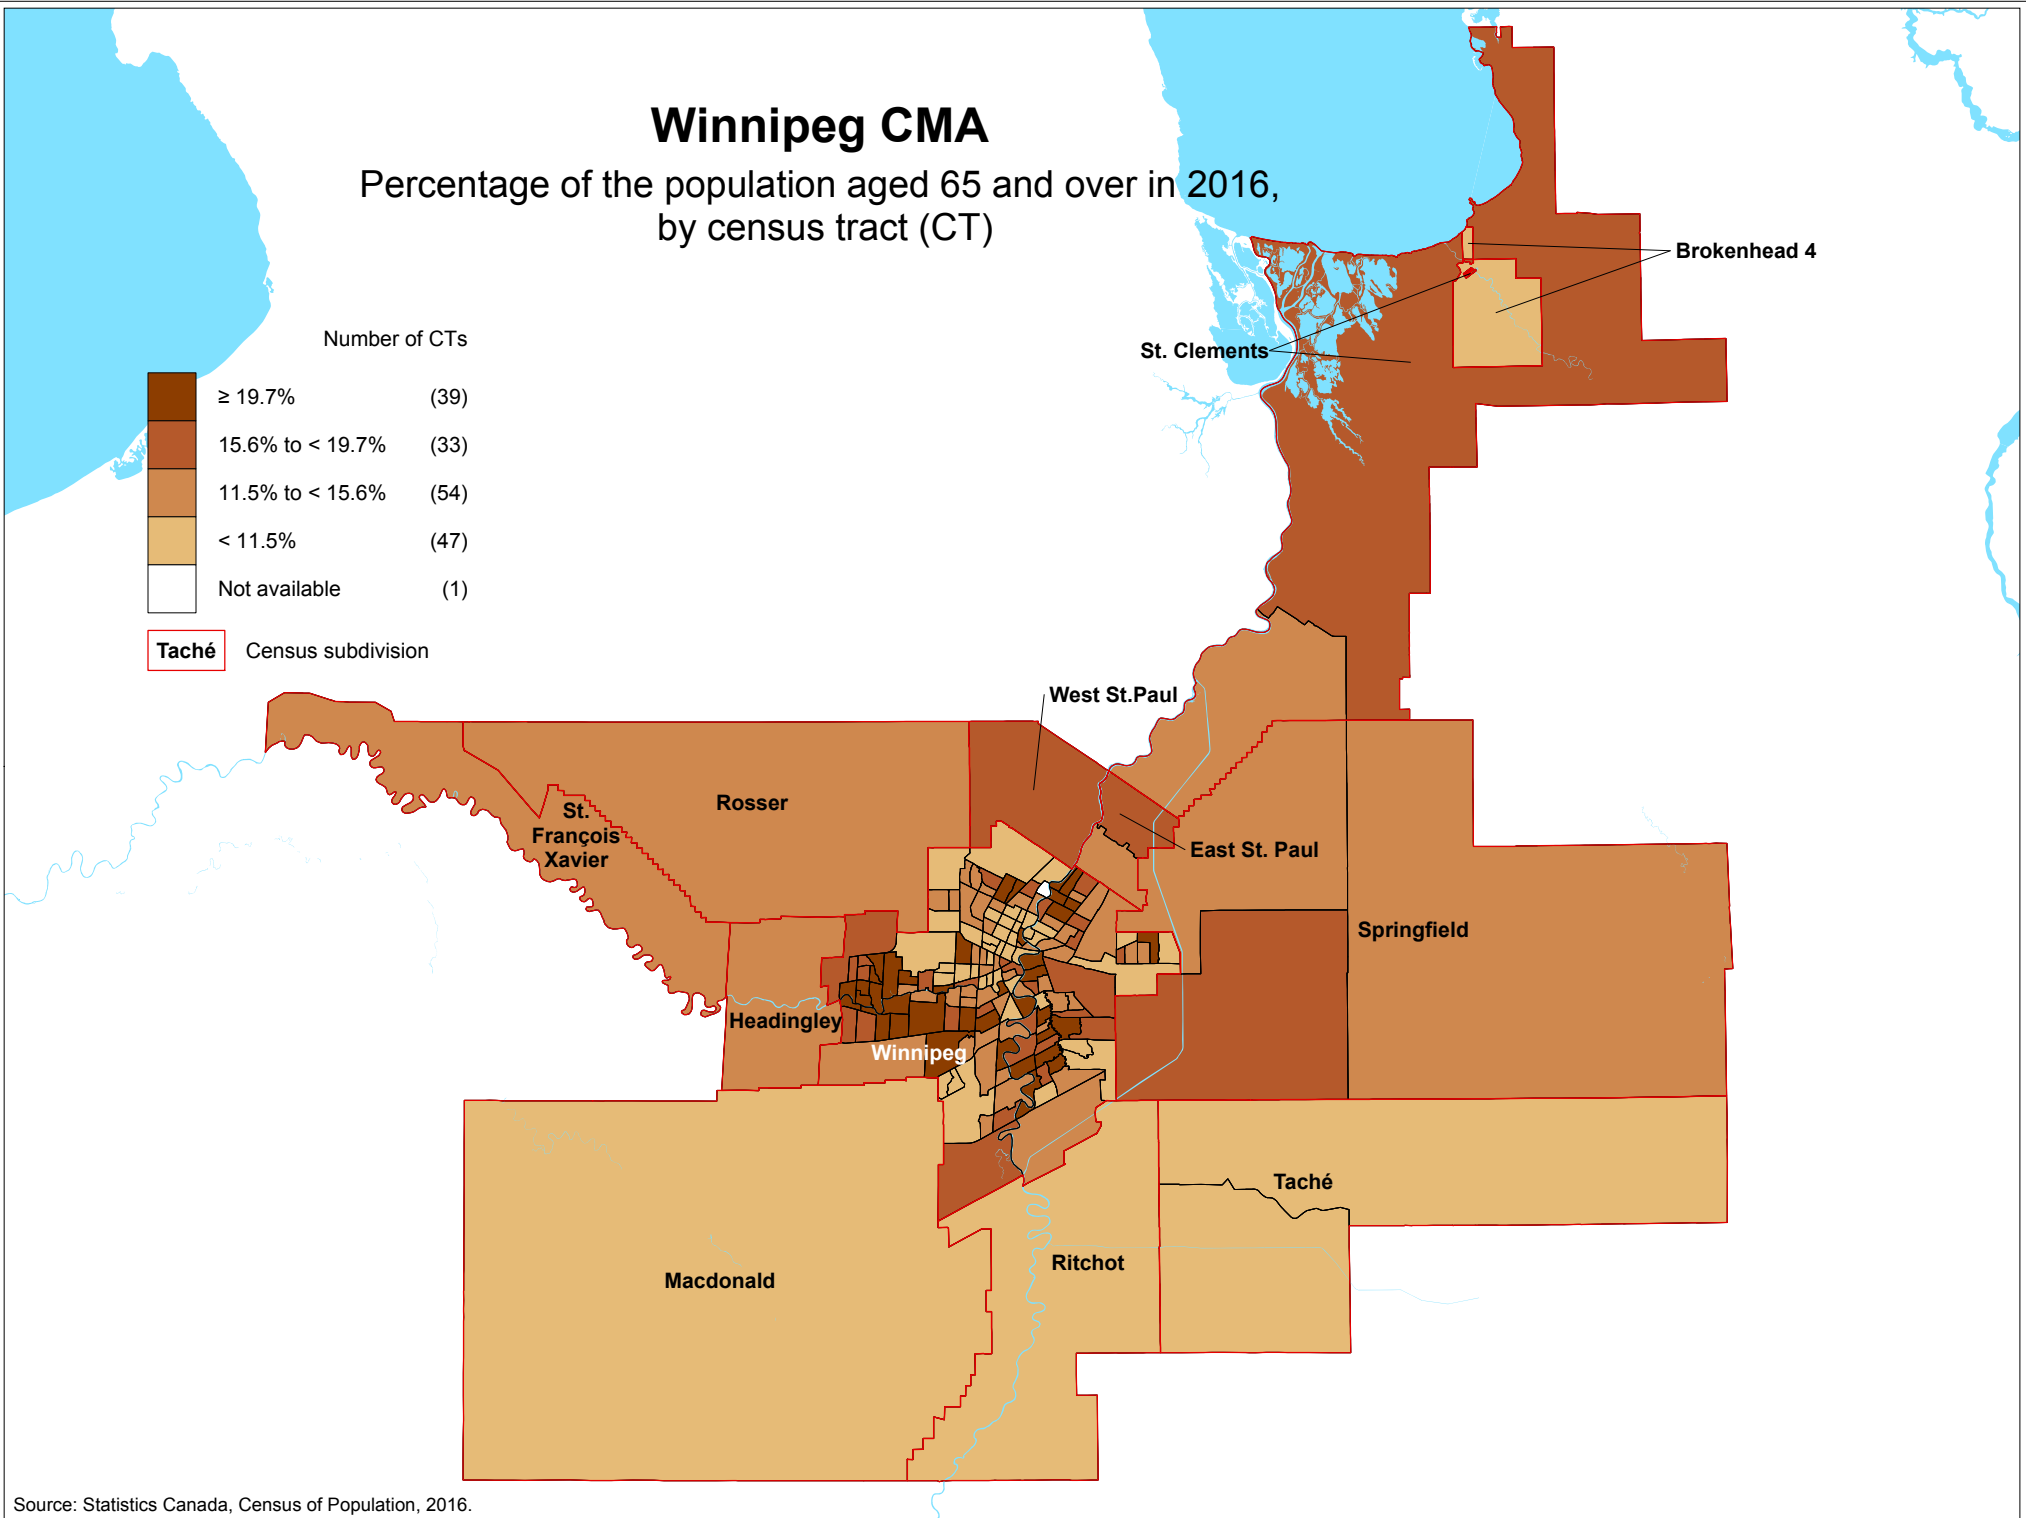 Winnipeg CMA
Percentage of the population aged 65 and over in 2016,
by census tract (CT)
Number of CTs
≥ 19.7% (39)
15.6% to < 19.7% (33)
11.5% to < 15.6% (54)
< 11.5% (47)
Not available (1)
Taché Census subdivision
Brokenhead 4
St. Clements
West St.Paul
Rosser
St.
François
Xavier
East St. Paul
Springfield
Headingley
Winnipeg
Taché
Ritchot
Macdonald
Source: Statistics Canada, Census of Population, 2016.